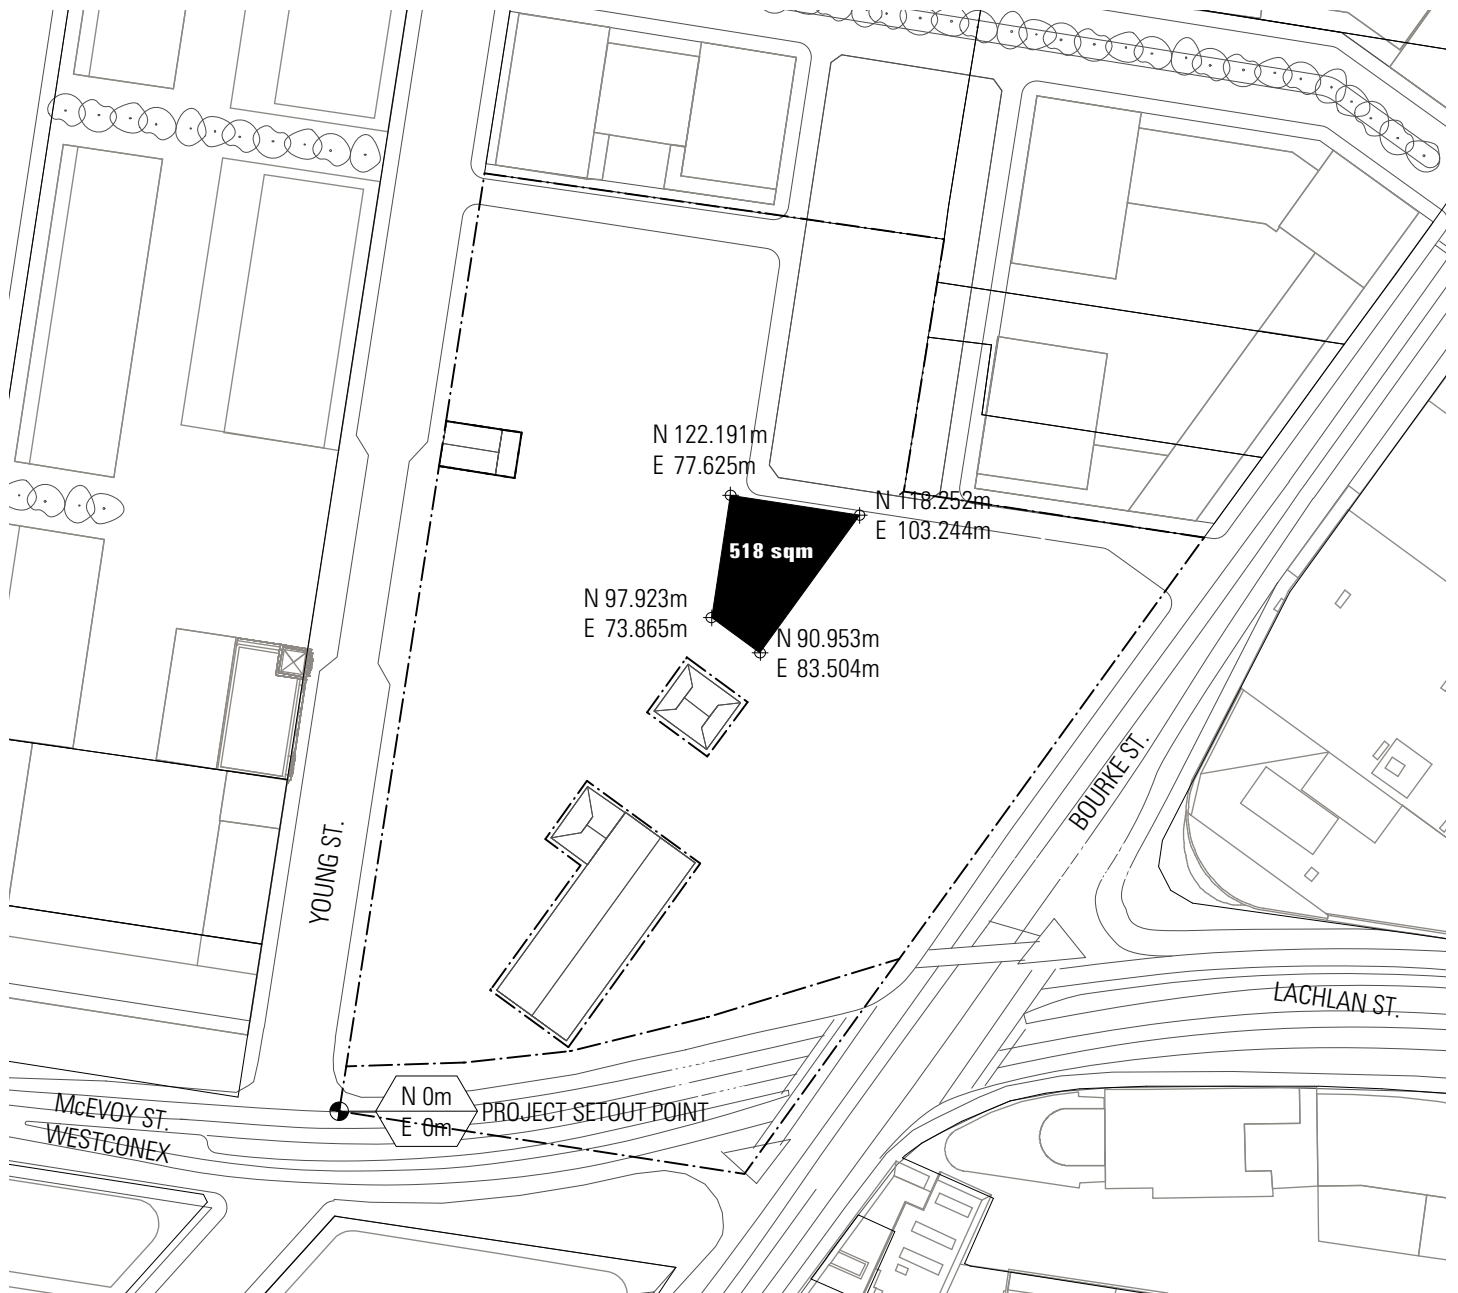 N 122.191m
E 77.625m
N 118.252m
E 103.244m
518 sqm
N 97.923m
E 73.865m
N 90.953m
E 83.504m
BOURKE ST.
YOUNG ST.
LACHLAN ST.
N 0m
E 0m
PROJECT SETOUT POINT
McEVOY ST.
WESTCONEX